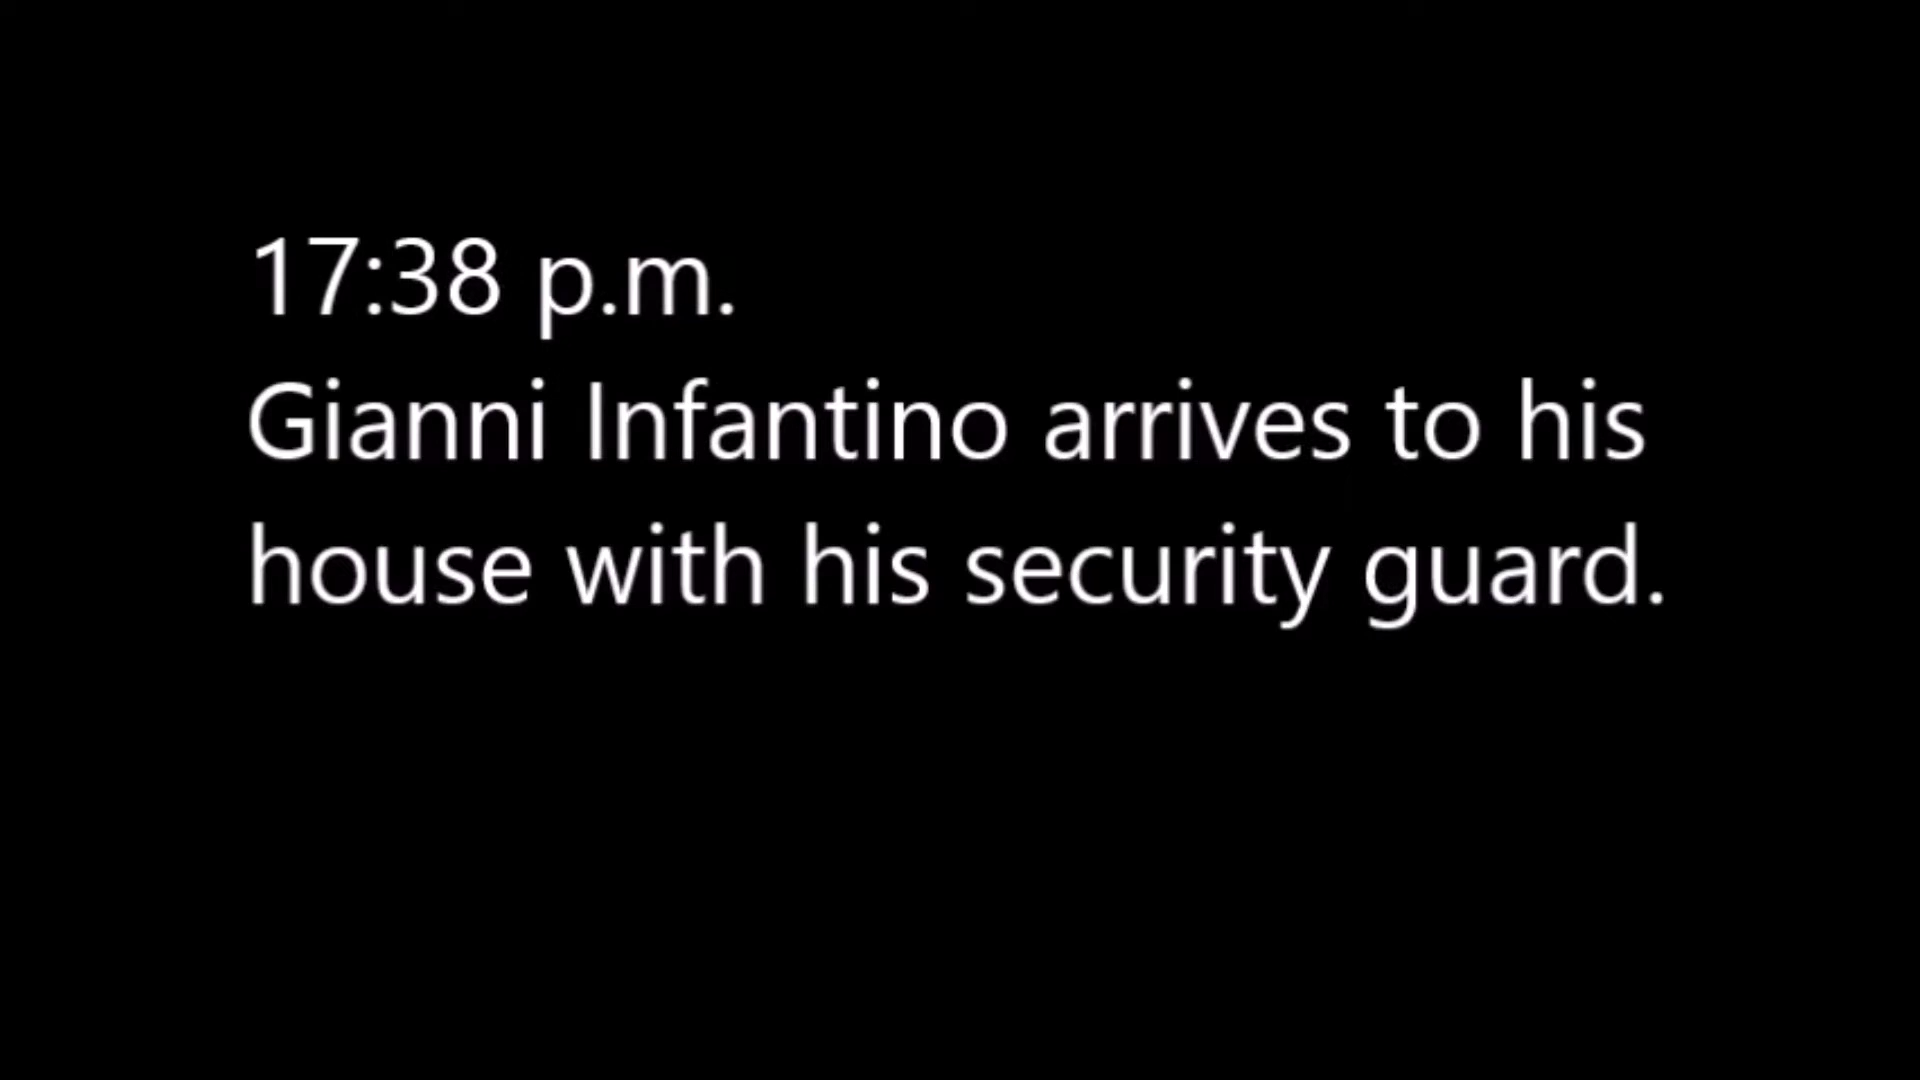 17:38 p.m.
Gianni Infantino arrives to his
house with his security guard.